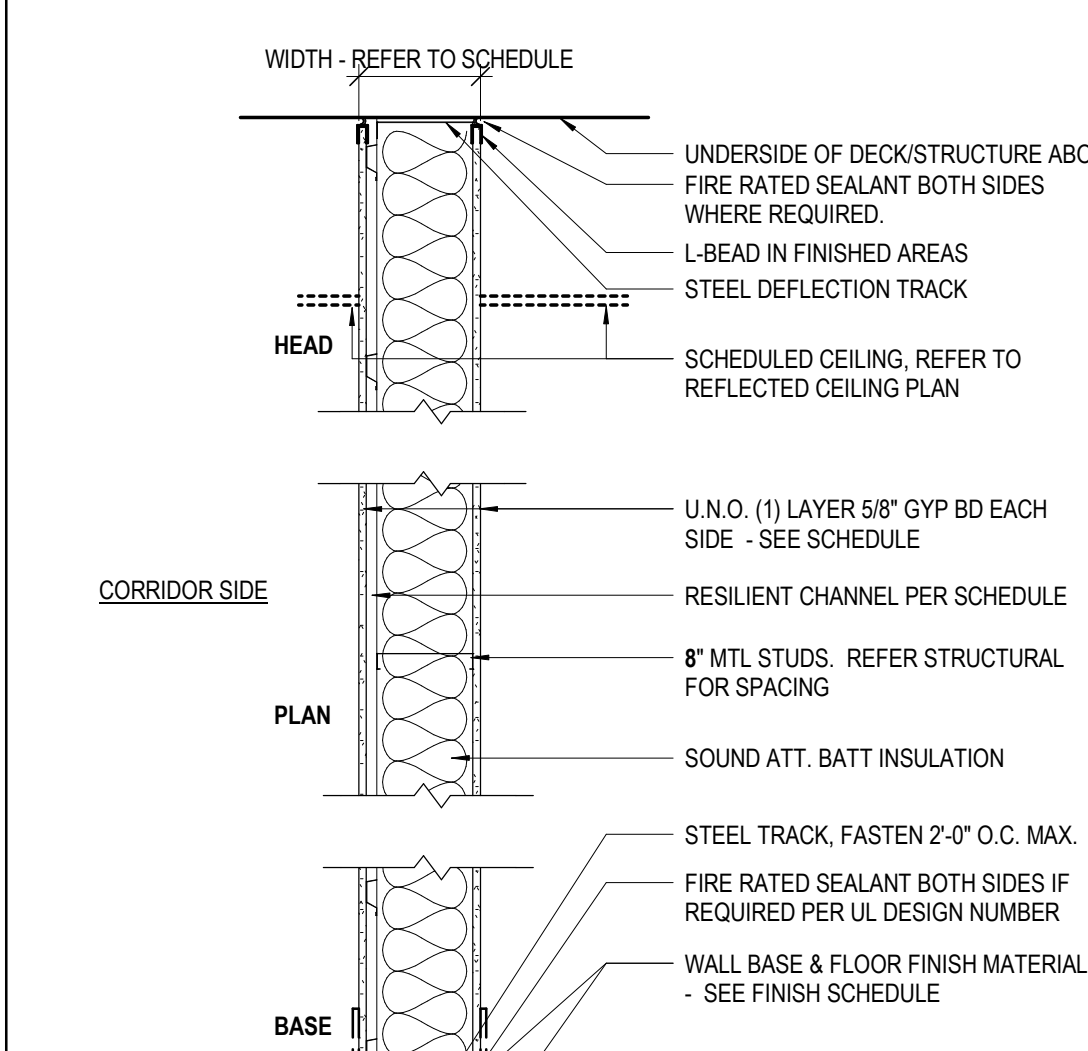 WIDTH - REFER TO SCHEDULE
UNDERSIDE OF DECK/STRUCTURE
FIRE RATED SEALANT BOTH SIDES
WHERE REQUIRED.
L-BEAD IN FINISHED AREAS
STEEL DEFLECTION TRACK
HEAD
SCHEDULED CEILING, REFER TO
REFLECTED CEILING PLAN
U.N.O. (1) LAYER 5/8" GYP BD EACH
SIDE - SEE SCHEDULE
CORRIDOR SIDE
RESILIENT CHANNEL PER SCHEDULE
8" MTL STUDS. REFER STRUCTURAL
FOR SPACING
PLAN
SOUND ATT. BATT INSULATION
STEEL TRACK, FASTEN 2'-0" O.C. MAX.
FIRE RATED SEALANT BOTH SIDES IF
REQUIRED PER UL DESIGN NUMBER
WALL BASE & FLOOR FINISH MATERIAL
- SEE FINISH SCHEDULE
BASE